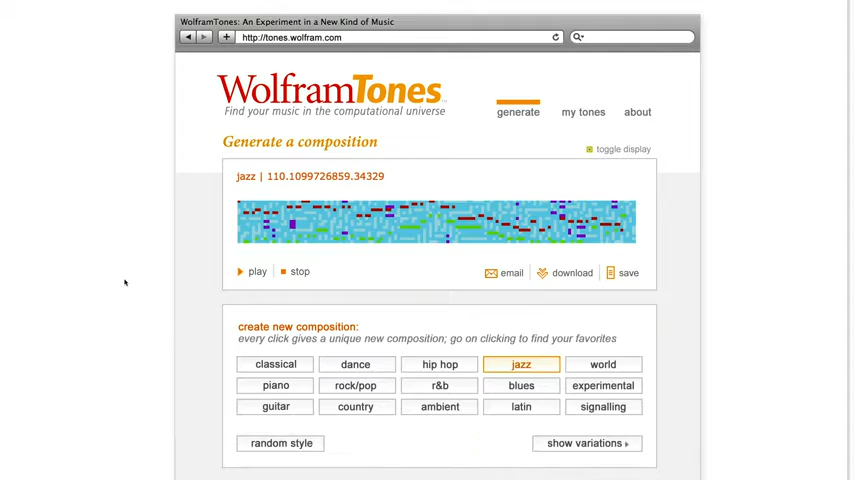 WolframTones: An Experiment in a New Kind of Music
http://tones.wolfram.com
WolframTones
Find your music in the computational universe
generate my tones about
Generate a composition
toggle display
jazz | 110.1099726859.34329
play stop email download save
create new composition:
every click gives a unique new composition; go on clicking to find your favorites
classical dance hip hop jazz world
piano rock/pop r&b blues experimental
guitar country ambient latin signalling
random style show variations